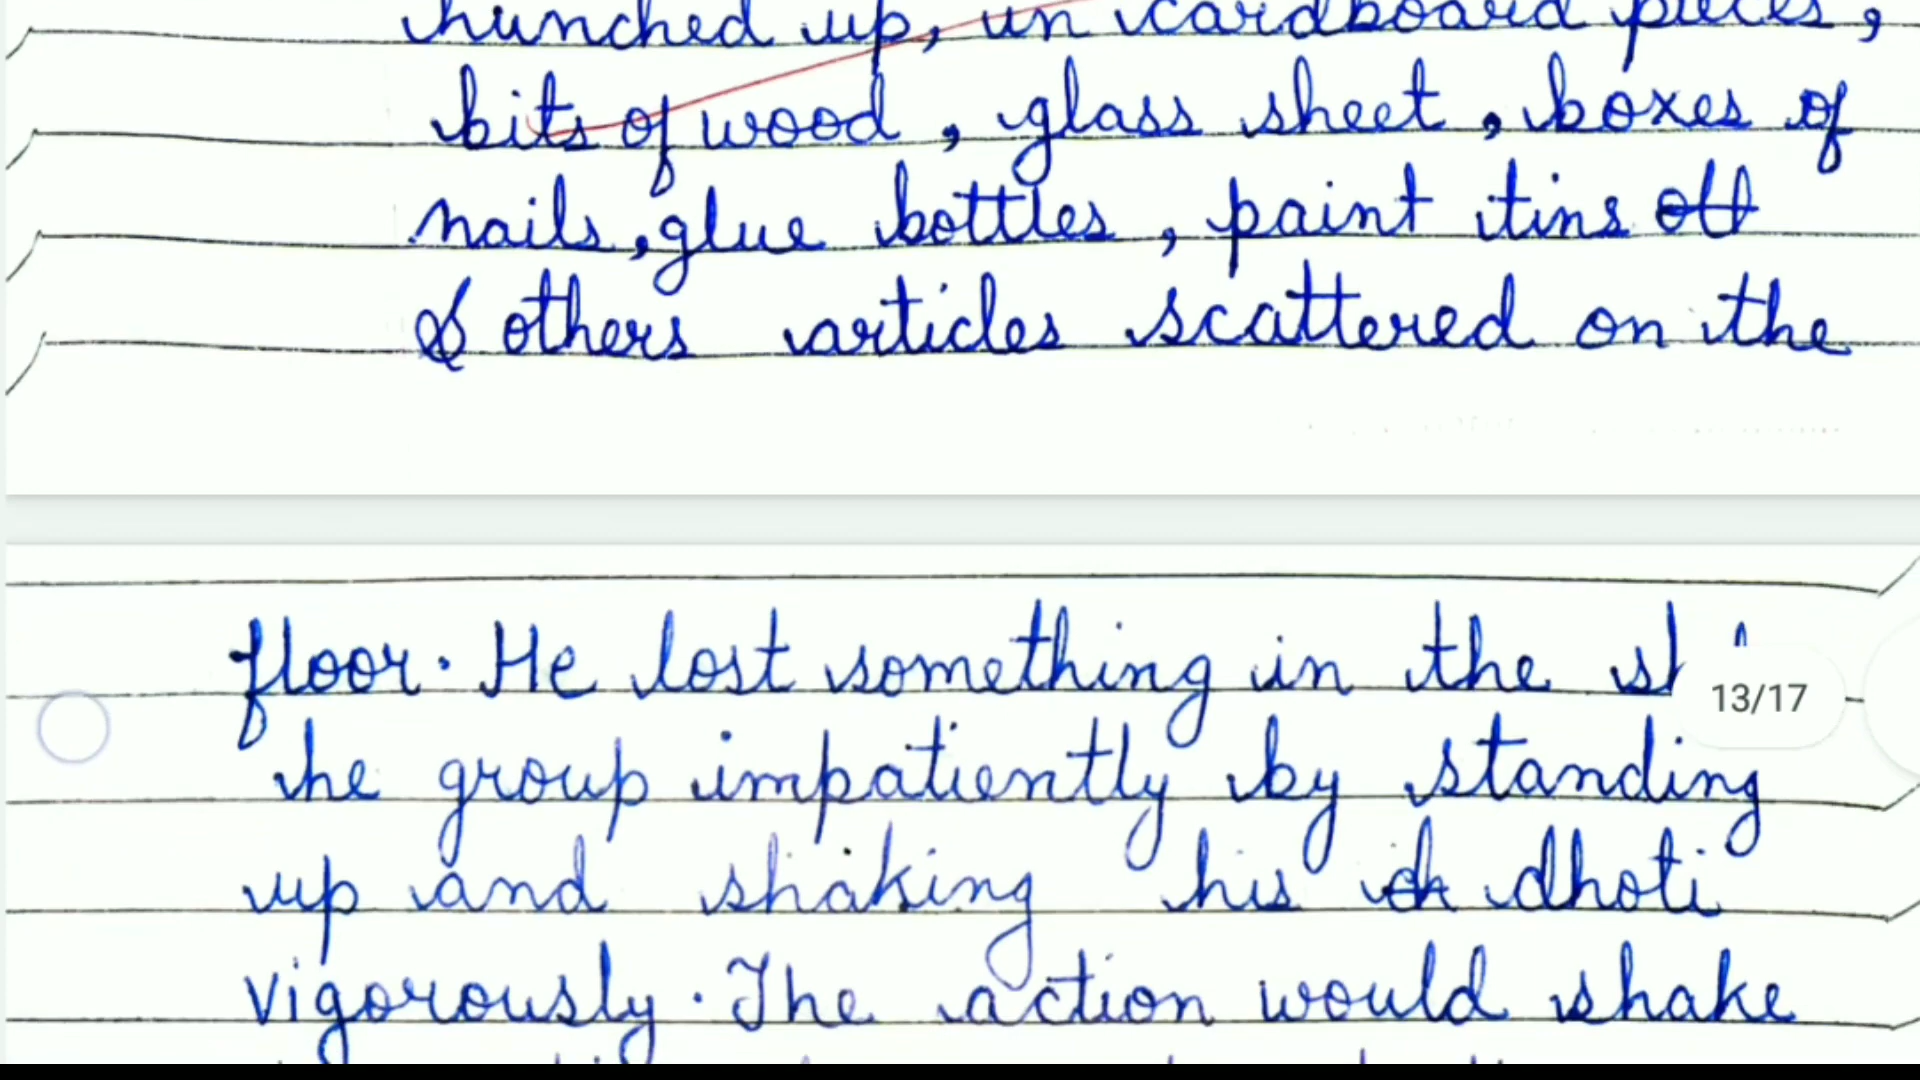 hunched up, in cardboard pieces,
bits of wood, glass sheet, boxes of
nails, glue bottles, paint tins
& others articles scattered on the
floor. He lost something in the
13/17
he group impatiently by standing
up and shaking his dhoti
vigorously. The action would shake